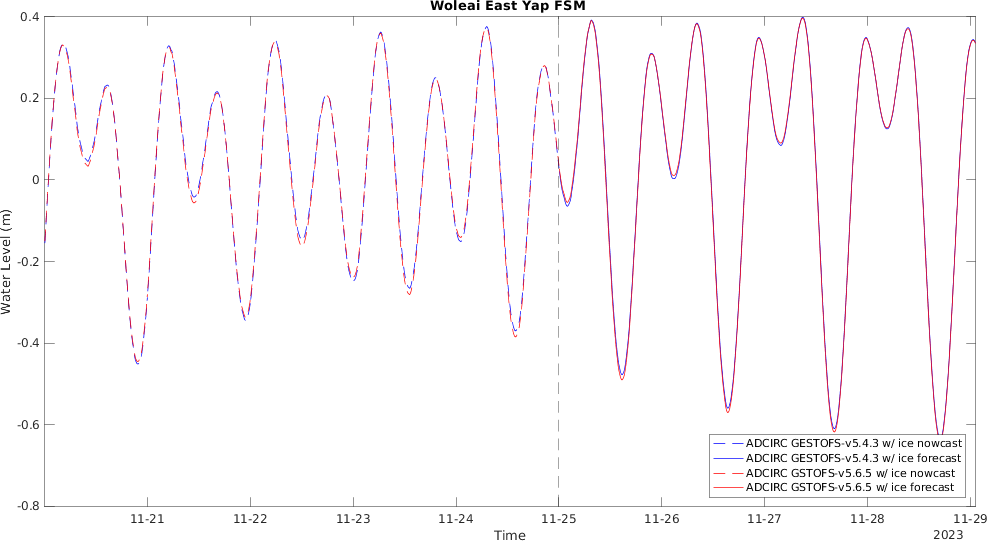 Woleai East Yap FSM
0.4
0.2
0
-0.2
-0.4
-0.6
-0.8
Water Level (m)
11-21
11-22
11-23
11-24
11-25
11-26
11-27
11-28
11-29
Time
2023
ADCIRC GESTOFS-v5.4.3 w/ ice nowcast
ADCIRC GESTOFS-v5.4.3 w/ ice forecast
ADCIRC GSTOFS-v5.6.5 w/ ice nowcast
ADCIRC GSTOFS-v5.6.5 w/ ice forecast